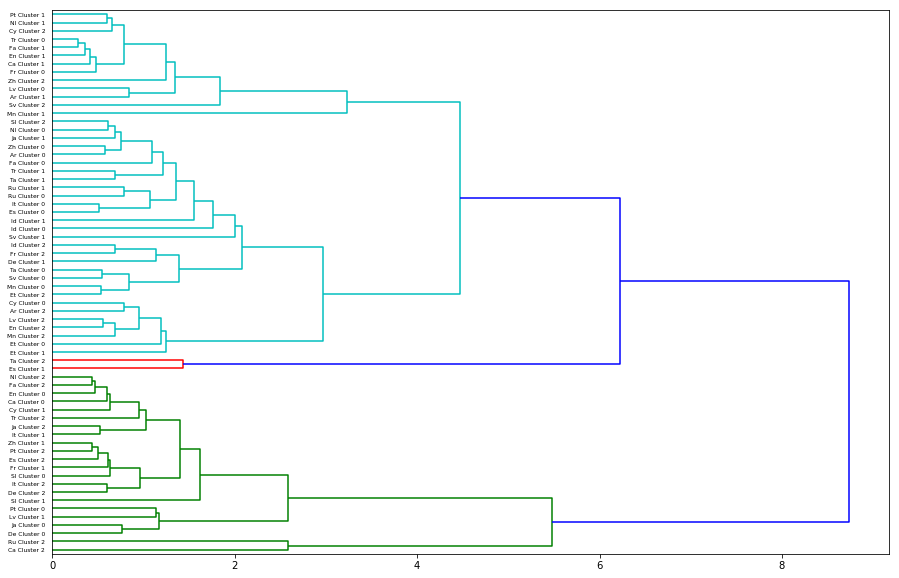 Pt Cluster 1
Nl Cluster 1
Cy Cluster 2
Tr Cluster 0
Fa Cluster 1
En Cluster 1
Ca Cluster 1
Fr Cluster 0
Zh Cluster 2
Lv Cluster 0
Ar Cluster 1
Sv Cluster 2
Mn Cluster 1
Sl Cluster 2
Nl Cluster 0
Ja Cluster 1
Zh Cluster 0
Ar Cluster 0
Fa Cluster 0
Tr Cluster 1
Ta Cluster 1
Ru Cluster 1
Ru Cluster 0
It Cluster 0
Es Cluster 0
Id Cluster 1
Id Cluster 0
Sv Cluster 1
Id Cluster 2
Fr Cluster 2
De Cluster 1
Ta Cluster 0
Sv Cluster 0
Mn Cluster 0
Et Cluster 2
Cy Cluster 0
Ar Cluster 2
Lv Cluster 2
En Cluster 2
Mn Cluster 2
Et Cluster 0
Et Cluster 1
Ta Cluster 2
Es Cluster 1
Nl Cluster 2
Fa Cluster 2
En Cluster 0
Ca Cluster 0
Cy Cluster 1
Tr Cluster 2
Ja Cluster 2
It Cluster 1
Zh Cluster 1
Pt Cluster 2
Es Cluster 2
Fr Cluster 1
Sl Cluster 0
It Cluster 2
De Cluster 2
Sl Cluster 1
Pt Cluster 0
Lv Cluster 1
Ja Cluster 0
De Cluster 0
Ru Cluster 2
Ca Cluster 2
0 2 4 6 8